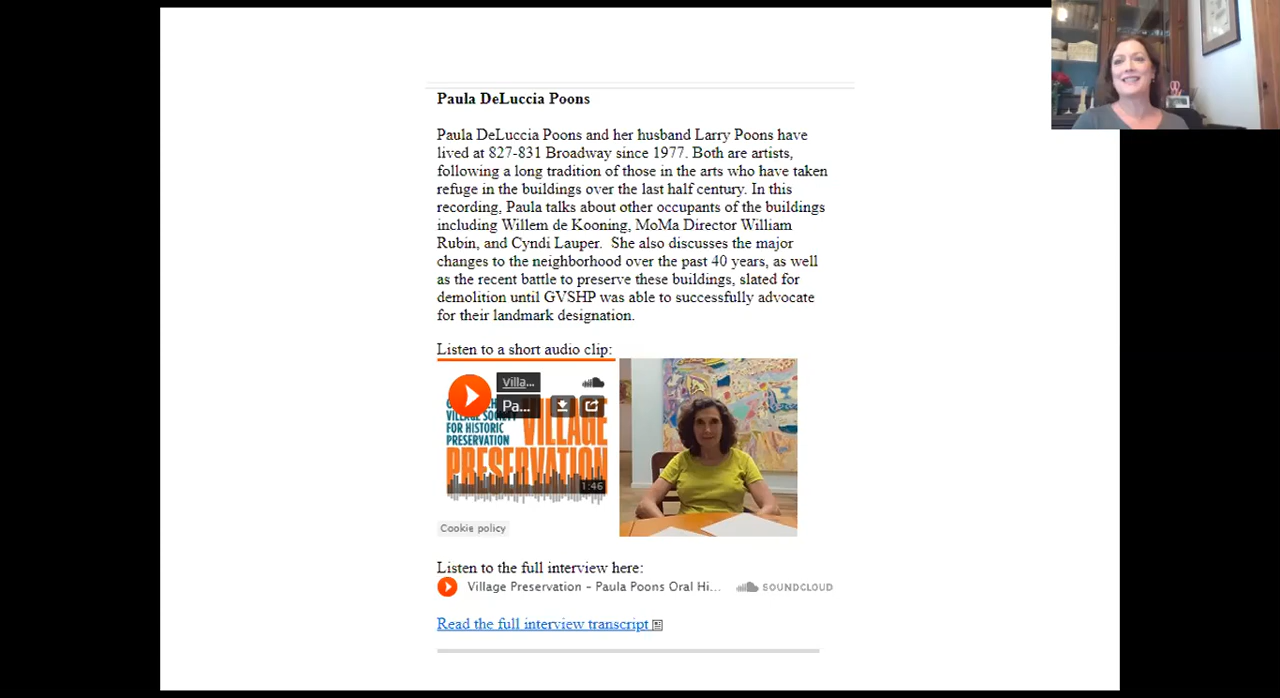 Paula DeLuccia Poons
Paula DeLuccia Poons and her husband Larry Poons have
lived at 827-831 Broadway since 1977. Both are artists,
following a long tradition of those in the arts who have taken
refuge in the buildings over the last half century. In this
recording, Paula talks about other occupants of the buildings
including Willem de Kooning, MoMa Director William
Rubin, and Cyndi Lauper. She also discusses the major
changes to the neighborhood over the past 40 years, as well
as the recent battle to preserve these buildings, slated for
demolition until GVSHP was able to successfully advocate
for their landmark designation.
Listen to a short audio clip:
Villa...
Pa...
VILLAGE
FOR HISTORIC
PRESERVATION
VILLAGE
PRESERVATION
1:46
Cookie policy
Listen to the full interview here:
Village Preservation - Paula Poons Oral Hi... SOUNDCLOUD
Read the full interview transcript